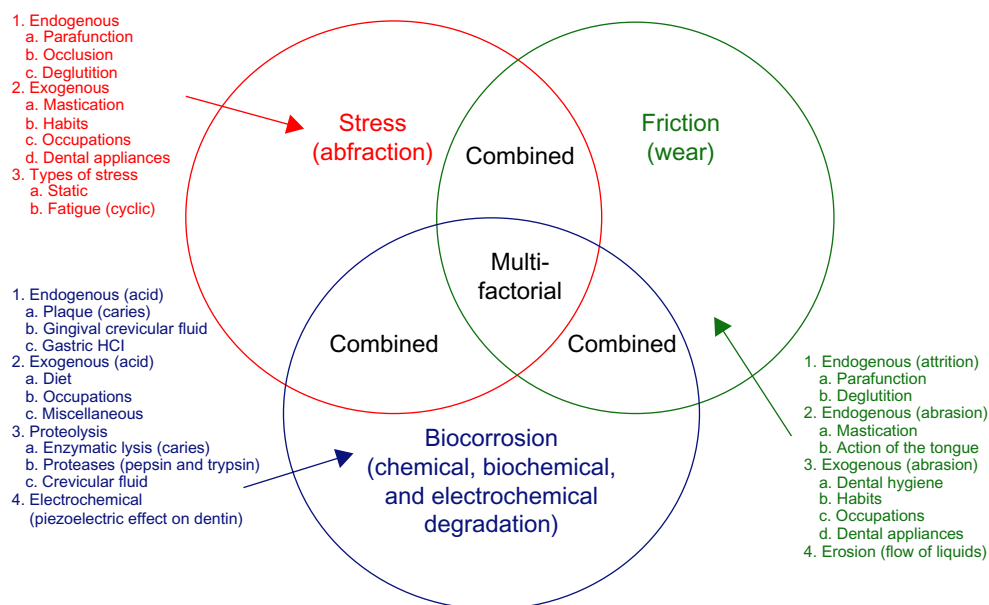 1. Endogenous
a. Parafunction
b. Occlusion
c. Deglutition
2. Exogenous
a. Mastication
b. Habits
c. Occupations
d. Dental appliances
3. Types of stress
a. Static
b. Fatigue (cyclic)
Stress
(abfraction)
Combined
Friction
(wear)
Multi-
factorial
Combined
Combined
1. Endogenous (acid)
a. Plaque (caries)
b. Gingival crevicular fluid
c. Gastric HCI
2. Exogenous (acid)
a. Diet
b. Occupations
c. Miscellaneous
3. Proteolysis
a. Enzymatic lysis (caries)
b. Proteases (pepsin and trypsin)
c. Crevicular fluid
4. Electrochemical
(piezoelectric effect on dentin)
Biocorrosion
(chemical, biochemical,
and electrochemical
degradation)
1. Endogenous (attrition)
a. Parafunction
b. Deglutition
2. Endogenous (abrasion)
a. Mastication
b. Action of the tongue
3. Exogenous (abrasion)
a. Dental hygiene
b. Habits
c. Occupations
d. Dental appliances
4. Erosion (flow of liquids)